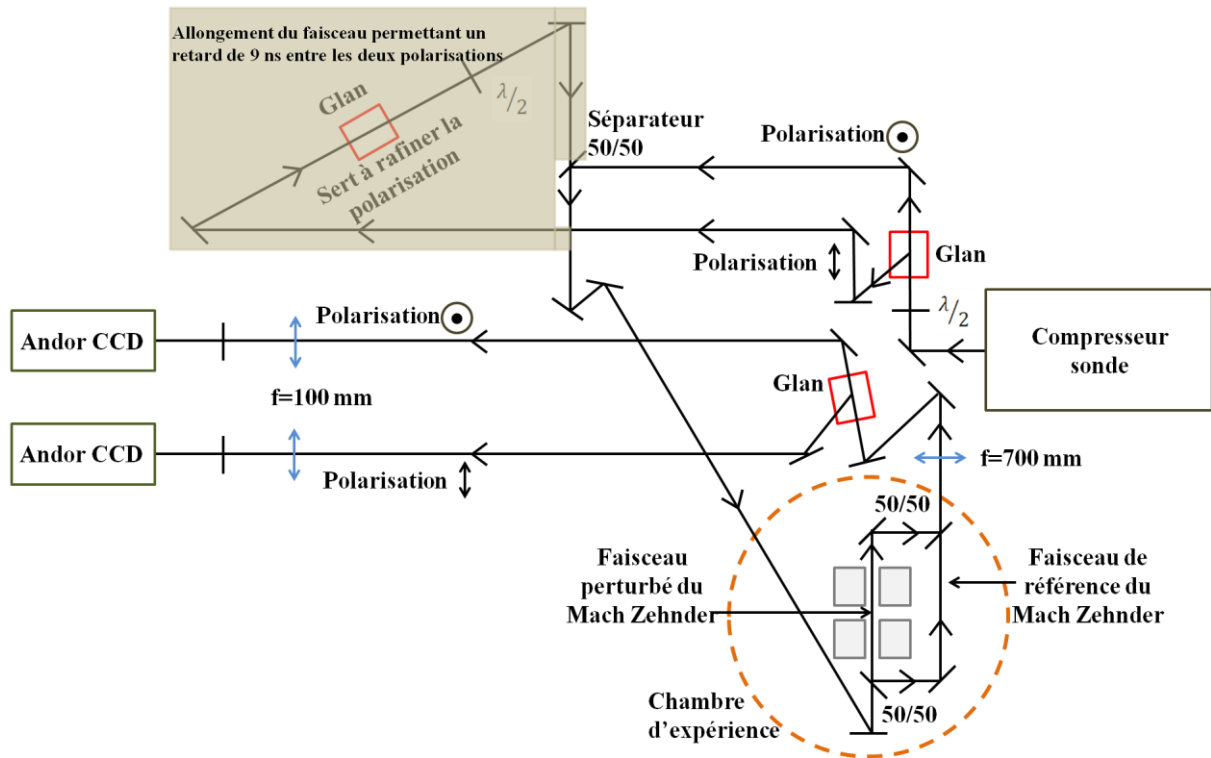 Allongement du faisceau permettant un
retard de 9 ns entre les deux polarisations
Glan
λ/2
Sert à rafiner la
polarisation
Séparateur
50/50
Polarisation
Polarisation
Glan
λ/2
Compresseur
sonde
Andor CCD
Polarisation
f=100 mm
Glan
Andor CCD
Polarisation
f=700 mm
50/50
Faisceau
perturbé du
Mach Zehnder
Faisceau de
référence du
Mach Zehnder
Chambre
d’expérience
50/50